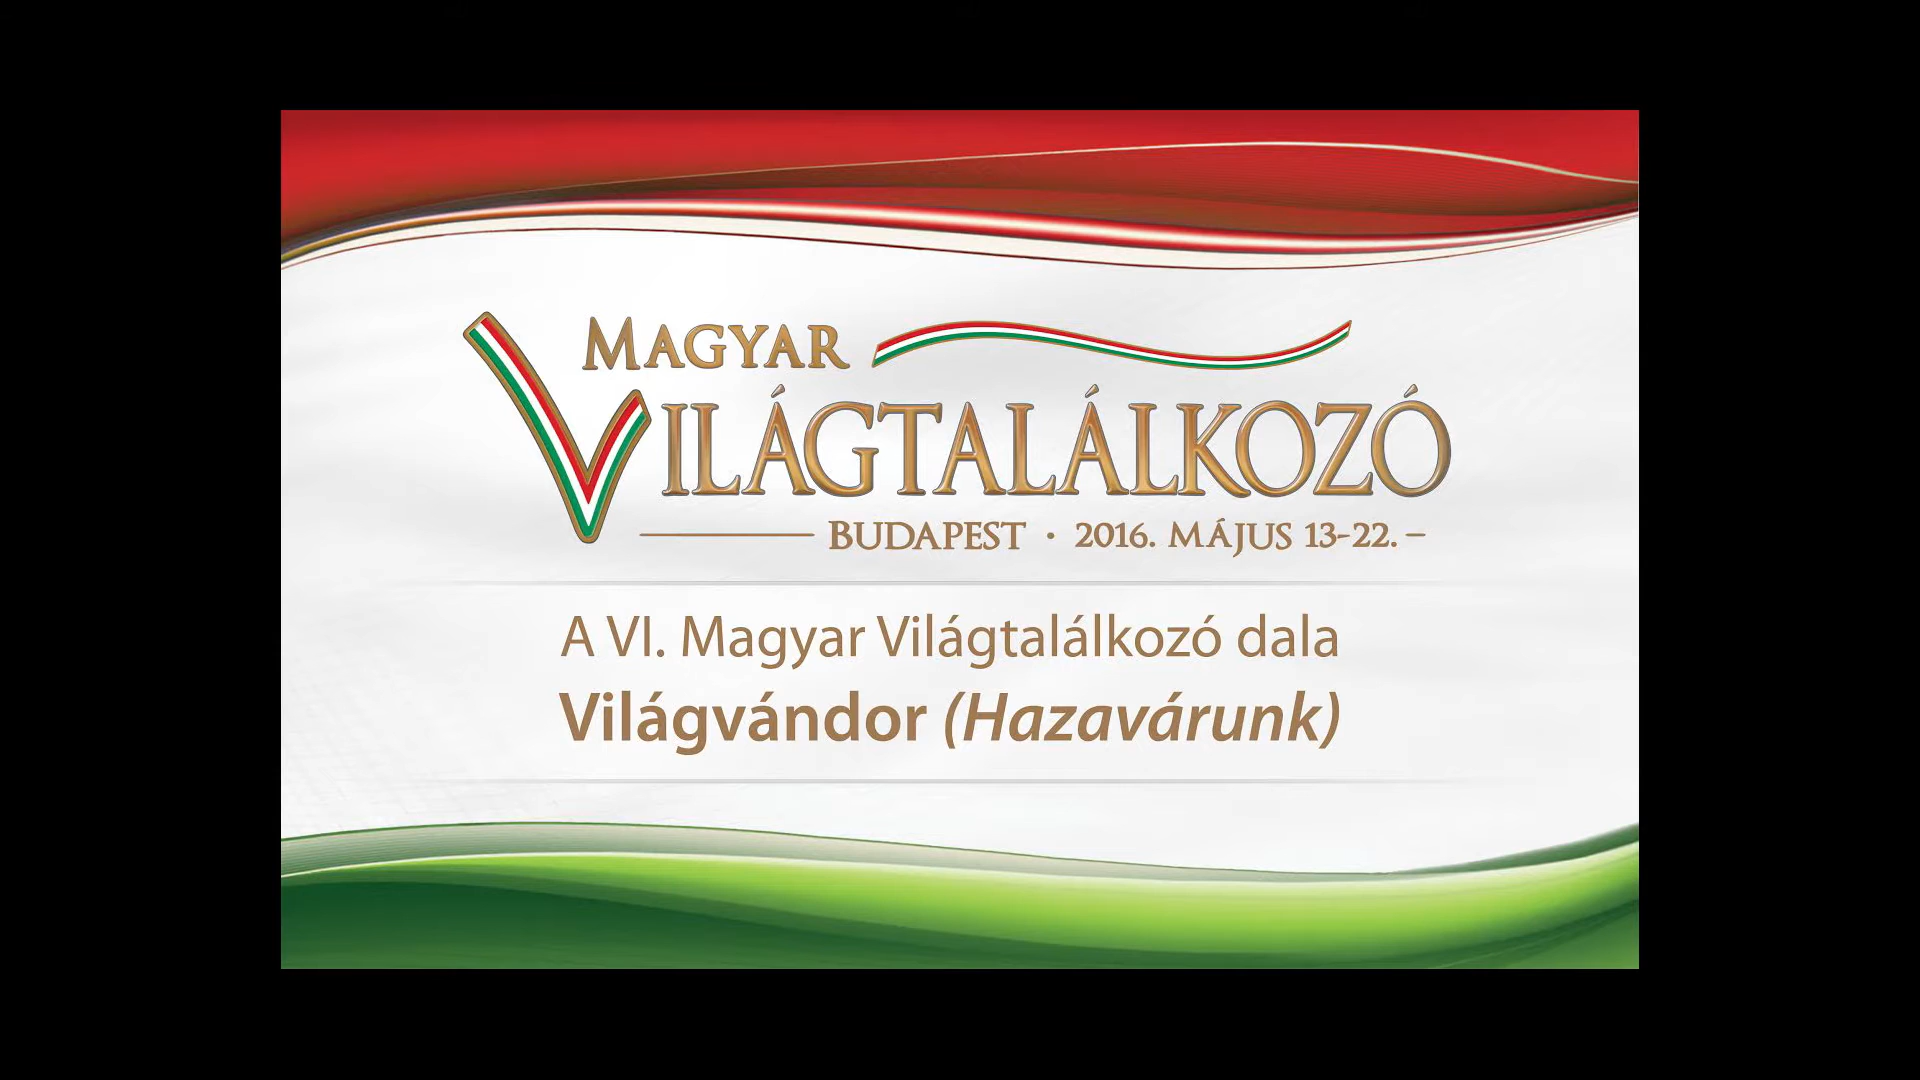 MAGYAR
VILÁGTALÁLKOZÓ
BUDAPEST · 2016. MÁJUS 13-22. –
A VI. Magyar Világtalálkozó dala
Világvándor (Hazavárunk)